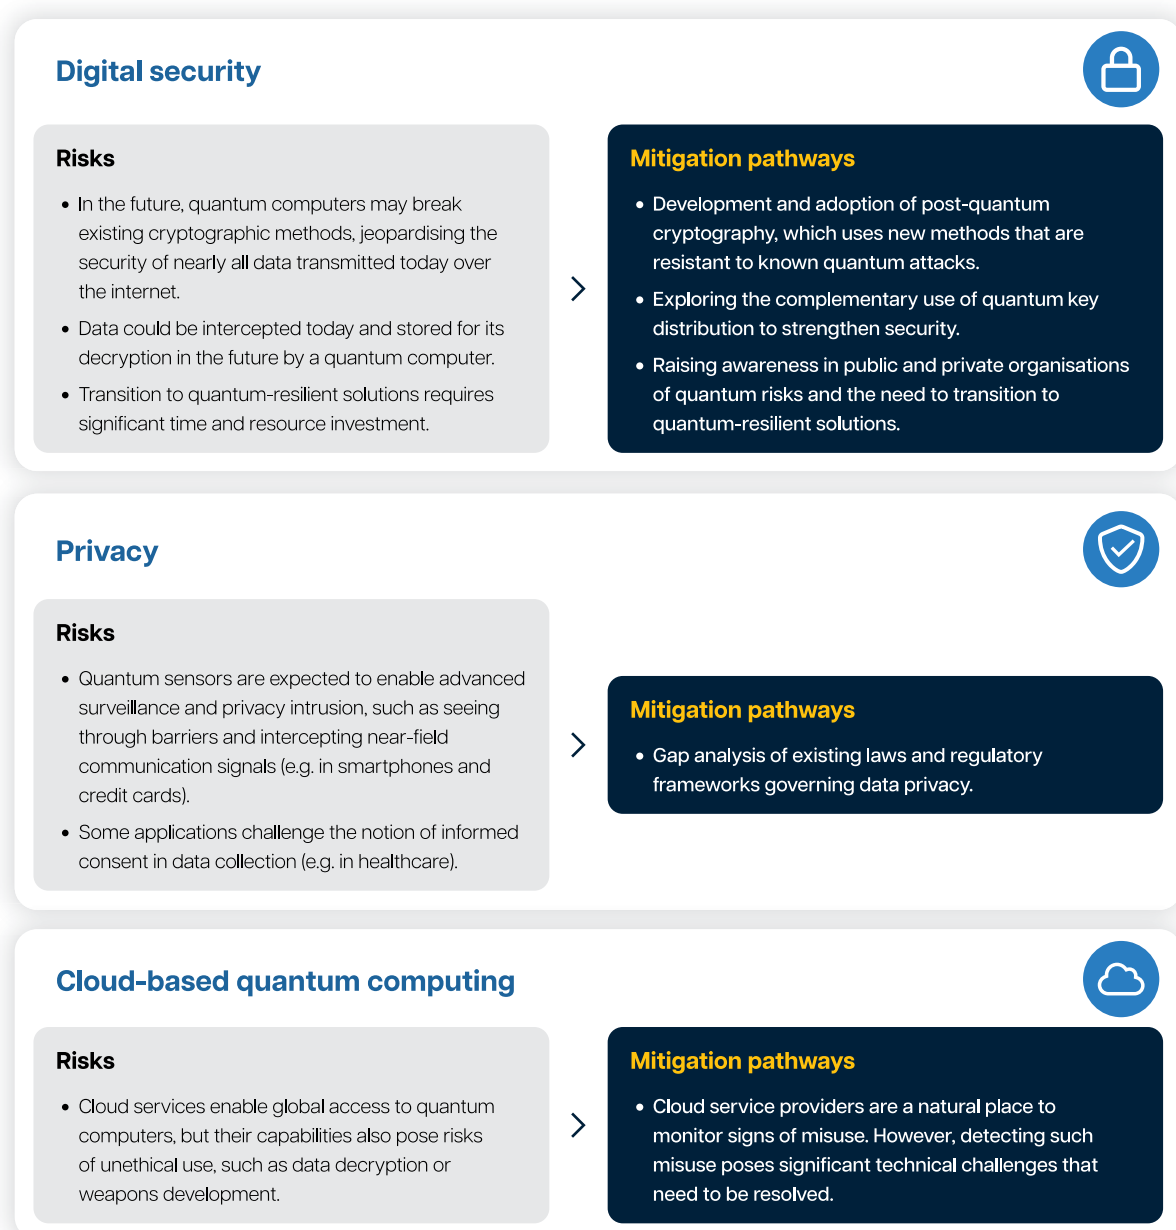 Digital security
Risks
• In the future, quantum computers may break
existing cryptographic methods, jeopardising the
security of nearly all data transmitted today over
the internet.
• Data could be intercepted today and stored for its
decryption in the future by a quantum computer.
• Transition to quantum-resilient solutions requires
significant time and resource investment.
Mitigation pathways
• Development and adoption of post-quantum
cryptography, which uses new methods that are
resistant to known quantum attacks.
• Exploring the complementary use of quantum key
distribution to strengthen security.
• Raising awareness in public and private organisations
of quantum risks and the need to transition to
quantum-resilient solutions.
Privacy
Risks
• Quantum sensors are expected to enable advanced
surveillance and privacy intrusion, such as seeing
through barriers and intercepting near-field
communication signals (e.g. in smartphones and
credit cards).
• Some applications challenge the notion of informed
consent in data collection (e.g. in healthcare).
Mitigation pathways
• Gap analysis of existing laws and regulatory
frameworks governing data privacy.
Cloud-based quantum computing
Risks
• Cloud services enable global access to quantum
computers, but their capabilities also pose risks
of unethical use, such as data decryption or
weapons development.
Mitigation pathways
• Cloud service providers are a natural place to
monitor signs of misuse. However, detecting such
misuse poses significant technical challenges that
need to be resolved.